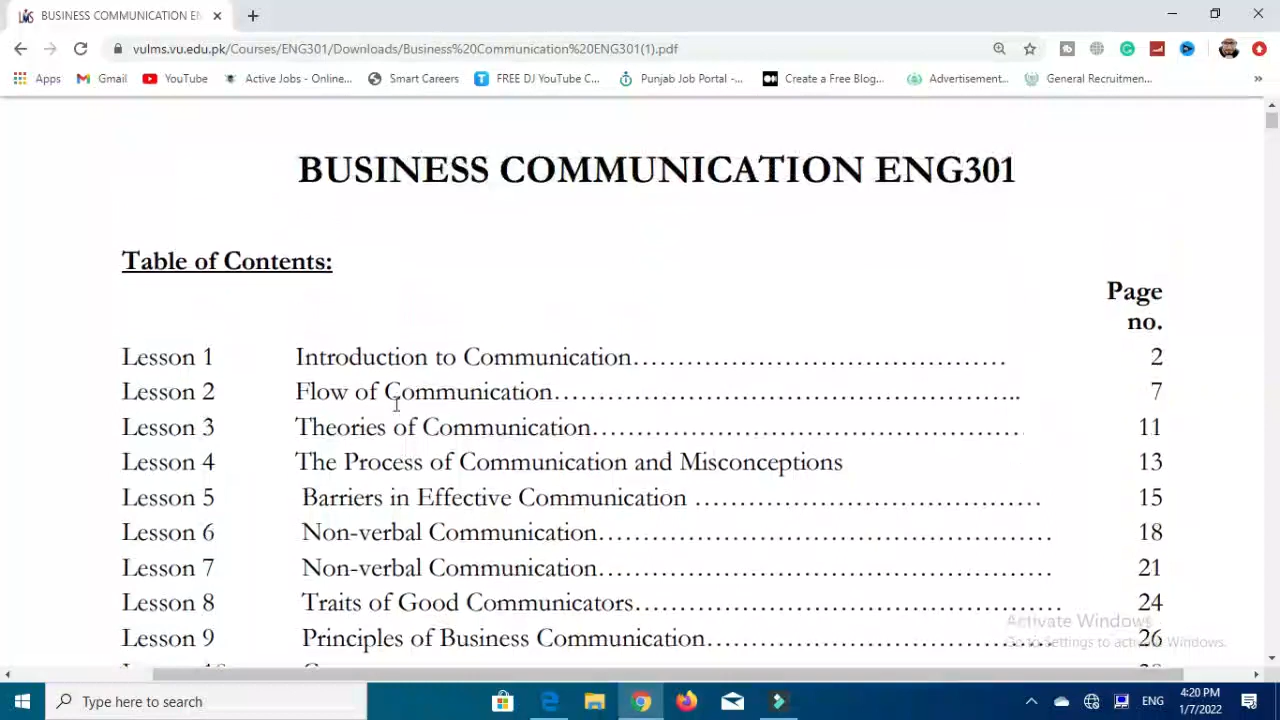 BUSINESS COMMUNICATION EN
vulms.vu.edu.pk/Courses/ENG301/Downloads/Business%20Communication%20ENG301(1).pdf
Apps Gmail YouTube Active Jobs - Online... Smart Careers FREE DJ YouTube C... Punjab Job Portal -... Create a Free Blog... Advertisement... General Recruitmen... »
BUSINESS COMMUNICATION ENG301
Table of Contents:
Page
no.
Lesson 1 Introduction to Communication……………………………………… 2
Lesson 2 Flow of Communication…………………………………………….. 7
Lesson 3 Theories of Communication………………………………………… 11
Lesson 4 The Process of Communication and Misconceptions 13
Lesson 5 Barriers in Effective Communication ………………………………… 15
Lesson 6 Non-verbal Communication…………………………………………… 18
Lesson 7 Non-verbal Communication…………………………………………… 21
Lesson 8 Traits of Good Communicators………………………………………… 24
Lesson 9 Principles of Business Communication………………………………… 26
Activate Windows
Go to Settings to activate Windows.
Type here to search
ENG
4:20 PM
1/7/2022